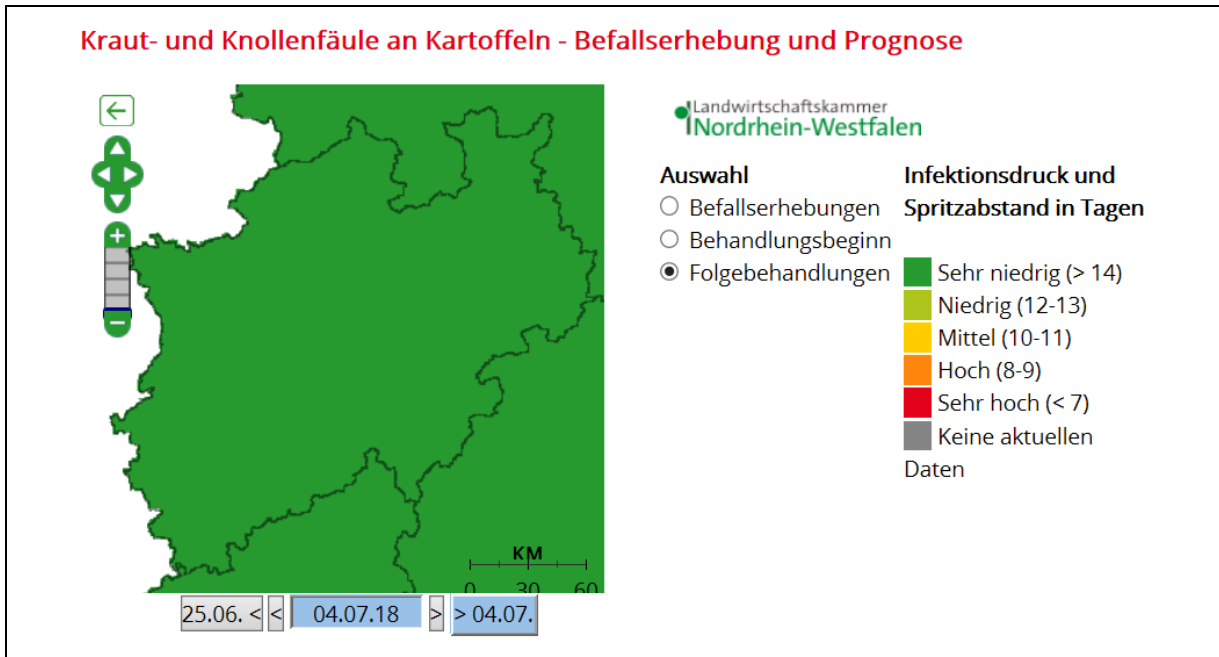 Kraut- und Knollenfäule an Kartoffeln - Befallserhebung und Prognose
Landwirtschaftskammer
Nordrhein-Westfalen
Auswahl
Befallserhebungen
Behandlungsbeginn
Folgebehandlungen
Infektionsdruck und
Spritzabstand in Tagen
Sehr niedrig (> 14)
Niedrig (12-13)
Mittel (10-11)
Hoch (8-9)
Sehr hoch (< 7)
Keine aktuellen
Daten
KM
0 30 60
25.06. < < 04.07.18 > > 04.07.